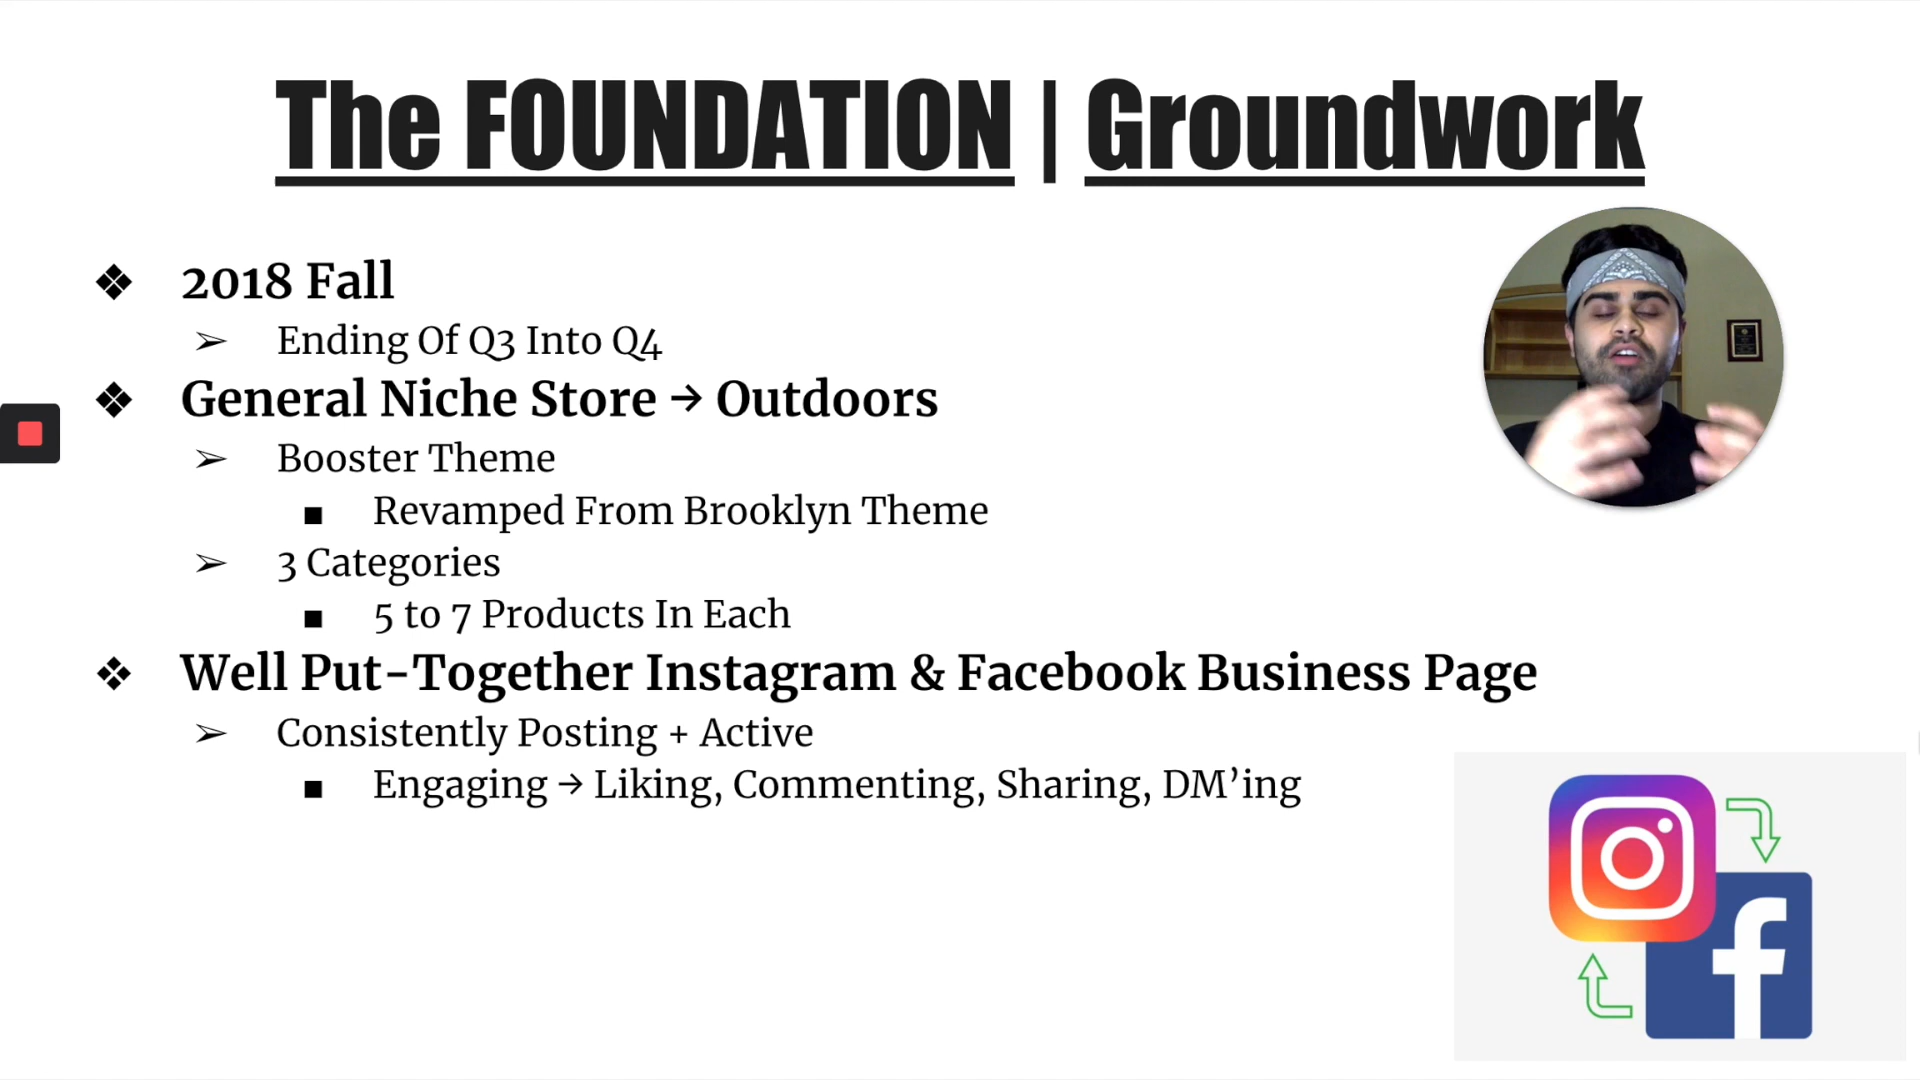 The FOUNDATION | Groundwork
❖ 2018 Fall
➢ Ending Of Q3 Into Q4
❖ General Niche Store → Outdoors
➢ Booster Theme
■ Revamped From Brooklyn Theme
➢ 3 Categories
■ 5 to 7 Products In Each
❖ Well Put-Together Instagram & Facebook Business Page
➢ Consistently Posting + Active
■ Engaging → Liking, Commenting, Sharing, DM’ing